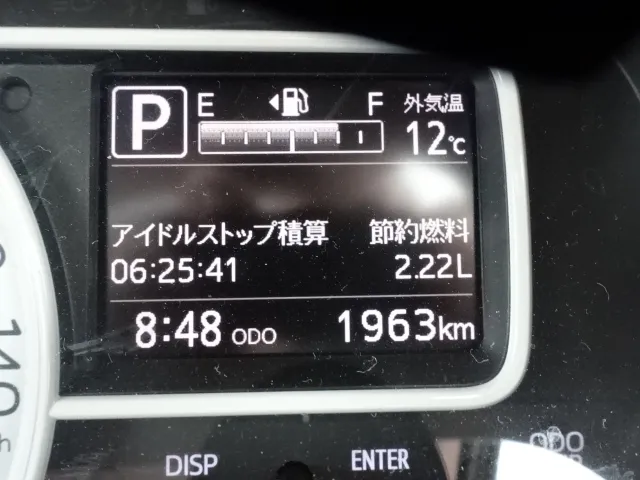 E F 外気温
P 12℃
アイドルストップ積算 節約燃料
06:25:41 2.22L
8:48 ODO 1963km
140
DISP ENTER ODO